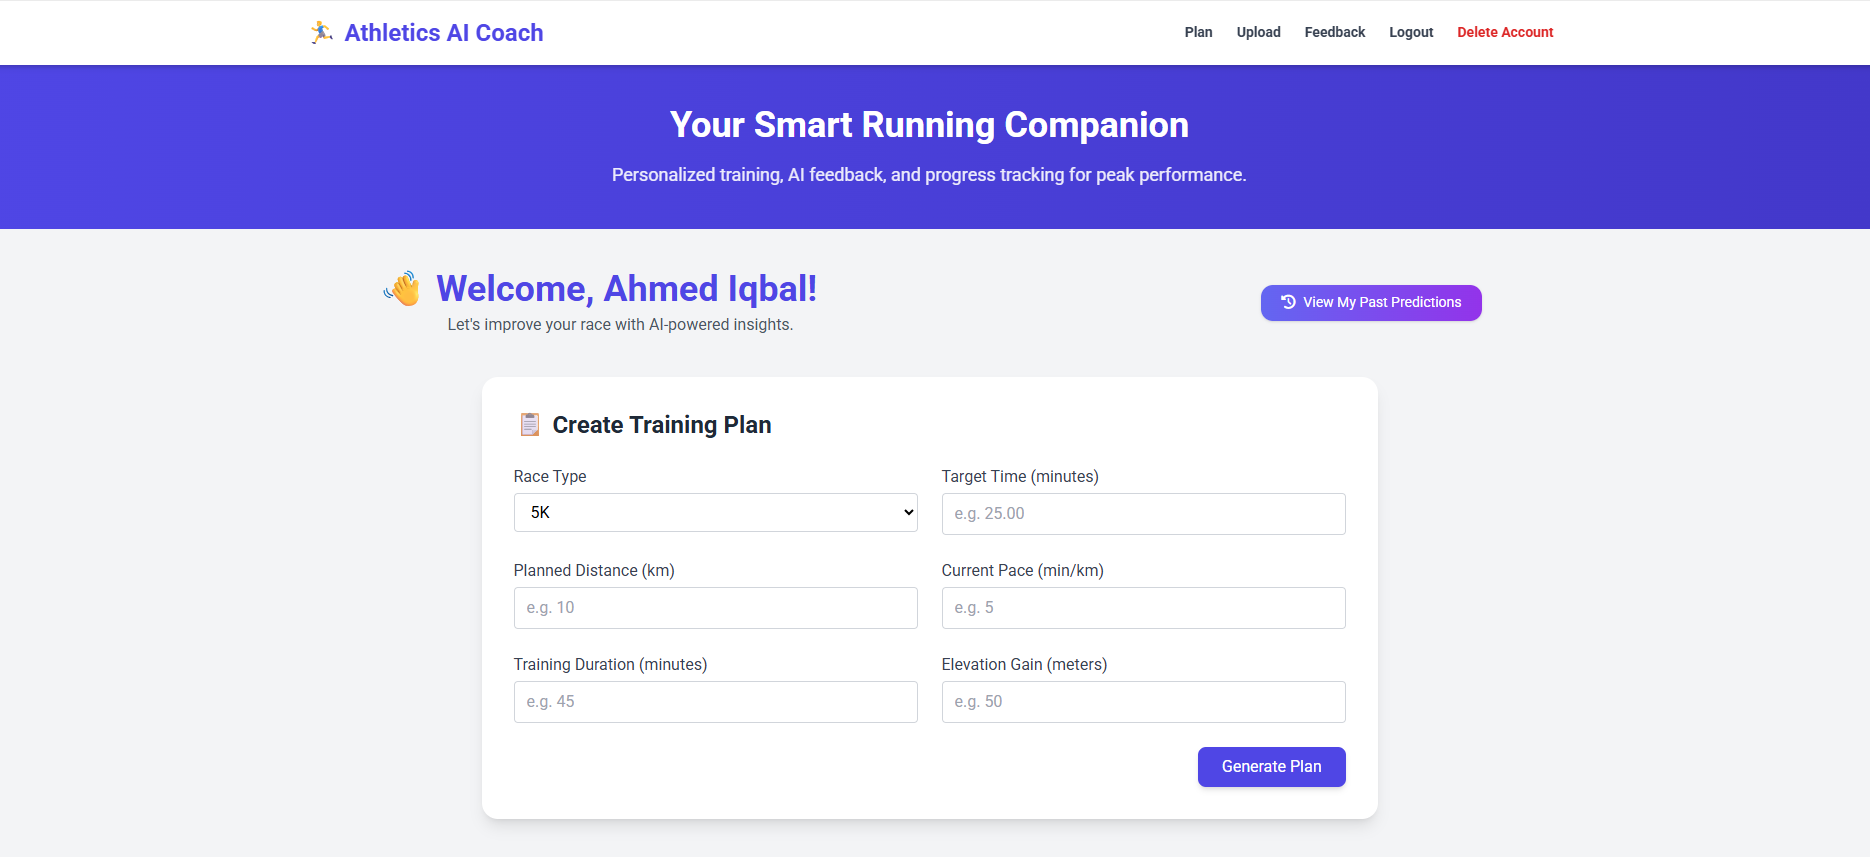 Athletics AI Coach
Plan Upload Feedback Logout Delete Account
Your Smart Running Companion
Personalized training, AI feedback, and progress tracking for peak performance.
Welcome, Ahmed Iqbal!
Let's improve your race with AI-powered insights.
View My Past Predictions
Create Training Plan
Race Type
5K
Target Time (minutes)
e.g. 25.00
Planned Distance (km)
e.g. 10
Current Pace (min/km)
e.g. 5
Training Duration (minutes)
e.g. 45
Elevation Gain (meters)
e.g. 50
Generate Plan